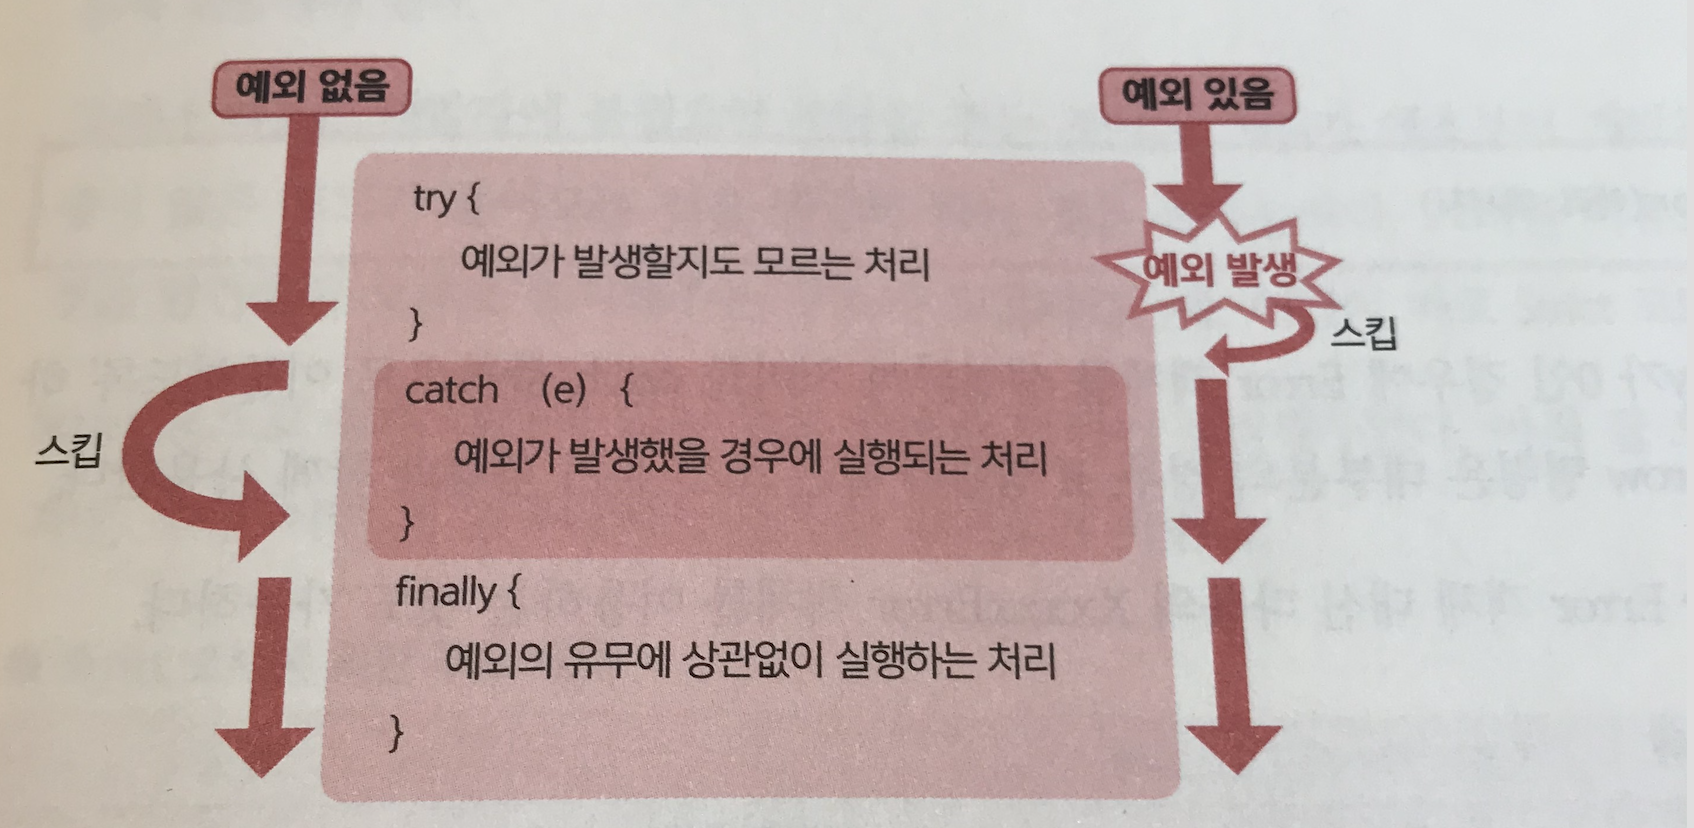 예외 없음
예외 있음
try {
예외가 발생할지도 모르는 처리
}
예외 발생
스킵
catch (e) {
예외가 발생했을 경우에 실행되는 처리
}
스킵
finally {
예외의 유무에 상관없이 실행하는 처리
}